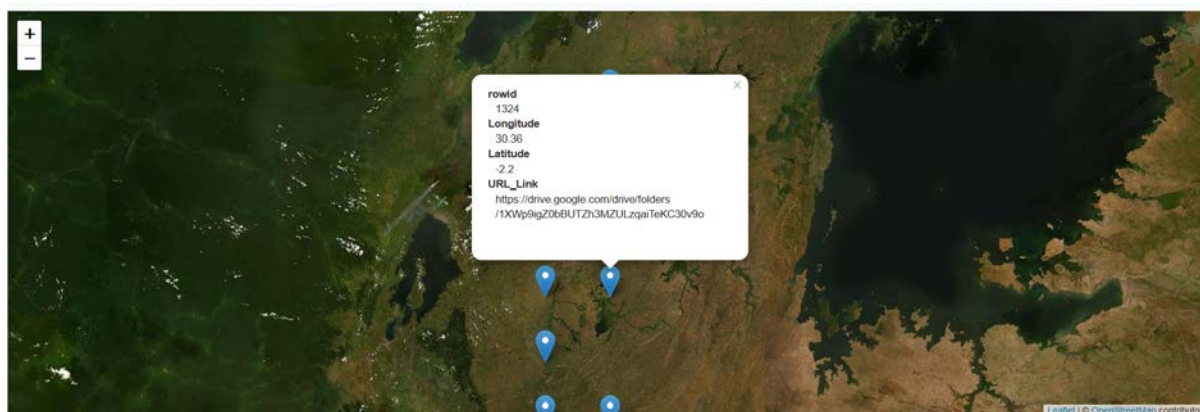 +
−
×
rowid
1324
Longitude
30.36
Latitude
-2.2
URL_Link
https://drive.google.com/drive/folders
/1XWp9igZ0bBUTZh3MZULzqaiTeKC30v9o
Leaflet | © OpenStreetMap contributors